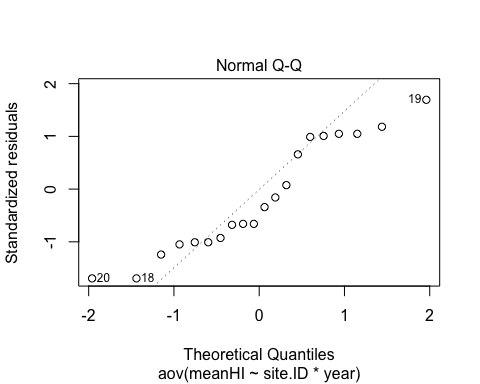 Normal Q-Q
Standardized residuals
2
1
0
-1
19
20
18
-2 -1 0 1 2
Theoretical Quantiles
aov(meanHI ~ site.ID * year)